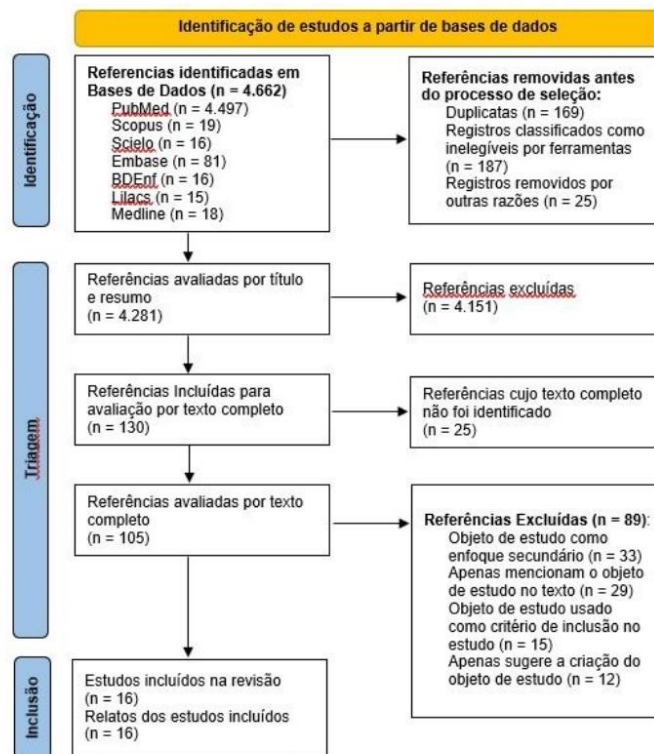 Identificação de estudos a partir de bases de dados
Identificação
Referencias identificadas em
Bases de Dados (n = 4.662)
PubMed (n = 4.497)
Scopus (n = 19)
Scielo (n = 16)
Embase (n = 81)
BDEnf (n = 16)
Lilacs (n = 15)
Medline (n = 18)
Referências removidas antes
do processo de seleção:
Duplicatas (n = 169)
Registros classificados como
inelegíveis por ferramentas
(n = 187)
Registros removidos por
outras razões (n = 25)
Triagem
Referências avaliadas por título
e resumo
(n = 4.281)
Referências excluídas
(n = 4.151)
Referências Incluídas para
avaliação por texto completo
(n = 130)
Referências cujo texto completo
não foi identificado
(n = 25)
Referências avaliadas por texto
completo
(n = 105)
Referências Excluídas (n = 89):
Objeto de estudo como
enfoque secundário (n = 33)
Apenas mencionam o objeto
de estudo no texto (n = 29)
Objeto de estudo usado
como critério de inclusão no
estudo (n = 15)
Apenas sugere a criação do
objeto de estudo (n = 12)
Inclusão
Estudos incluídos na revisão
(n = 16)
Relatos dos estudos incluídos
(n = 16)